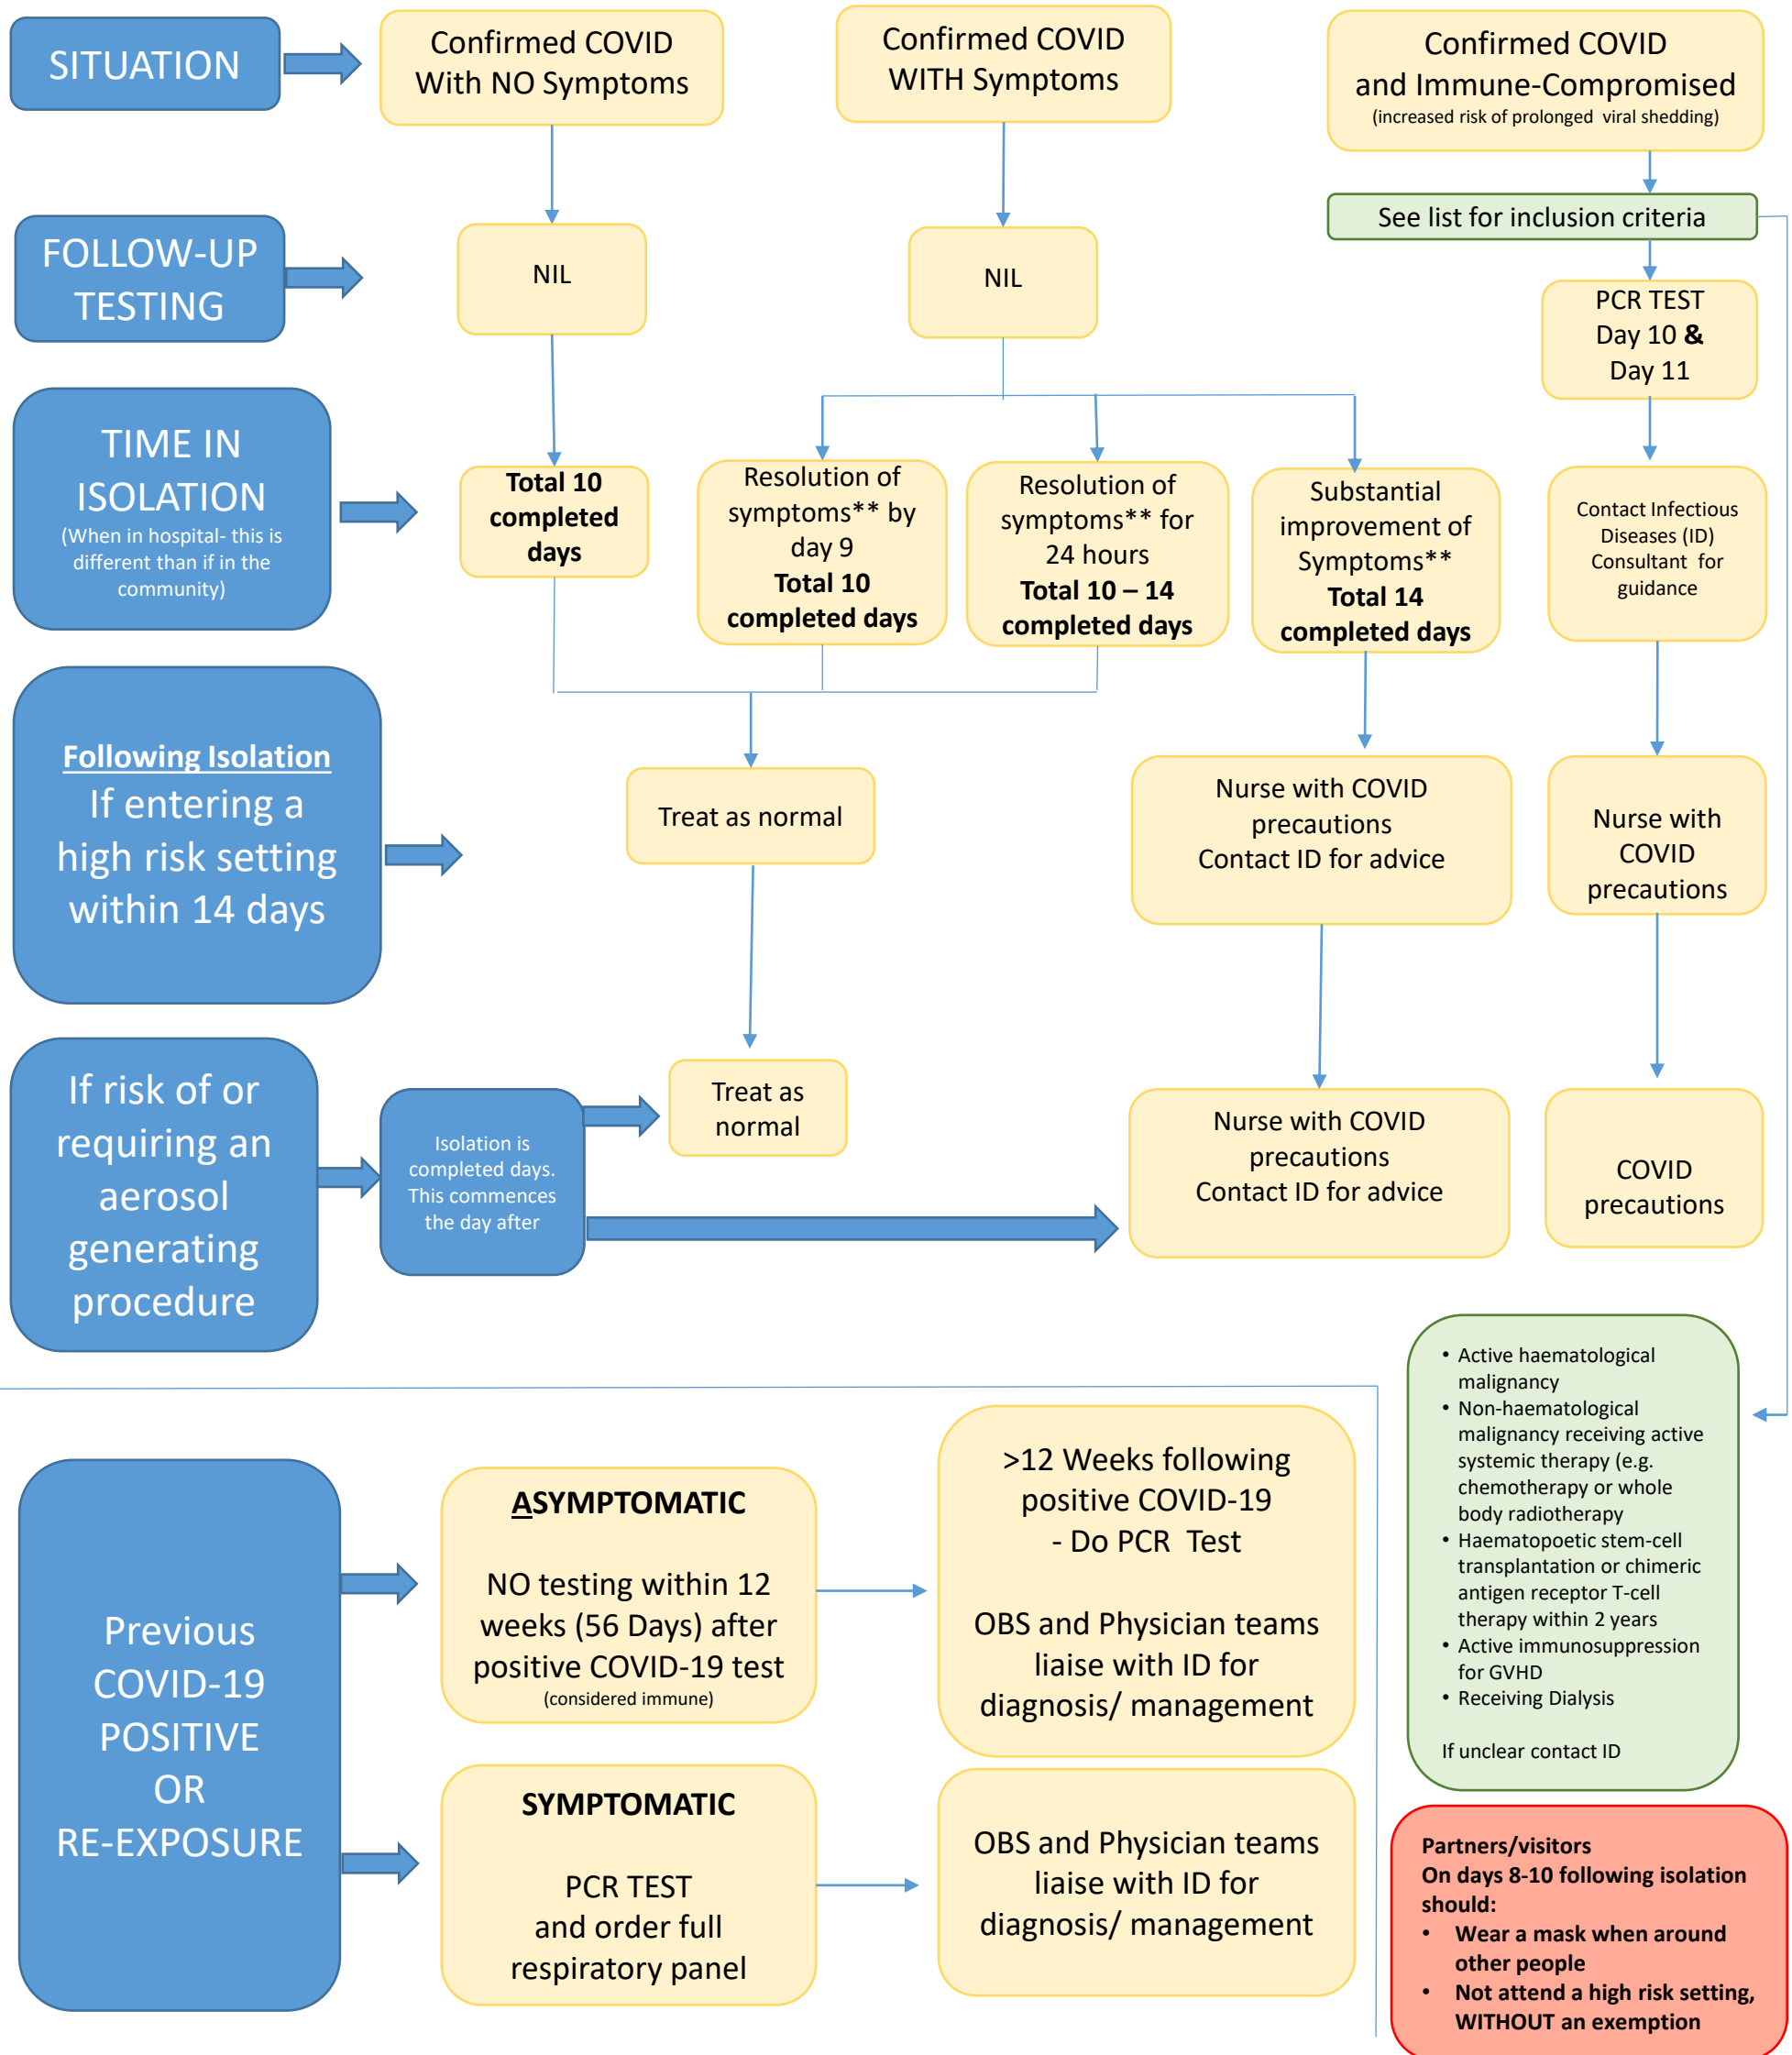 SITUATION
Confirmed COVID
With NO Symptoms
Confirmed COVID
WITH Symptoms
Confirmed COVID
and Immune-Compromised
(increased risk of prolonged viral shedding)
See list for inclusion criteria
FOLLOW-UP
TESTING
NIL
NIL
PCR TEST
Day 10 &
Day 11
TIME IN
ISOLATION
(When in hospital- this is
different than if in the
community)
Total 10
completed
days
Resolution of
symptoms** by
day 9
Total 10
completed days
Resolution of
symptoms** for
24 hours
Total 10 – 14
completed days
Substantial
improvement of
Symptoms**
Total 14
completed days
Contact Infectious
Diseases (ID)
Consultant for
guidance
Following Isolation
If entering a
high risk setting
within 14 days
Treat as normal
Nurse with COVID
precautions
Contact ID for advice
Nurse with
COVID
precautions
If risk of or
requiring an
aerosol
generating
procedure
Isolation is
completed days.
This commences
the day after
Treat as
normal
Nurse with COVID
precautions
Contact ID for advice
COVID
precautions
• Active haematological
malignancy
• Non-haematological
malignancy receiving active
systemic therapy (e.g.
chemotherapy or whole
body radiotherapy
• Haematopoetic stem-cell
transplantation or chimeric
antigen receptor T-cell
therapy within 2 years
• Active immunosuppression
for GVHD
• Receiving Dialysis
If unclear contact ID
Previous
COVID-19
POSITIVE
OR
RE-EXPOSURE
ASYMPTOMATIC
NO testing within 12
weeks (56 Days) after
positive COVID-19 test
(considered immune)
>12 Weeks following
positive COVID-19
- Do PCR Test
OBS and Physician teams
liaise with ID for
diagnosis/ management
SYMPTOMATIC
PCR TEST
and order full
respiratory panel
OBS and Physician teams
liaise with ID for
diagnosis/ management
Partners/visitors
On days 8-10 following isolation
should:
• Wear a mask when around
other people
• Not attend a high risk setting,
WITHOUT an exemption